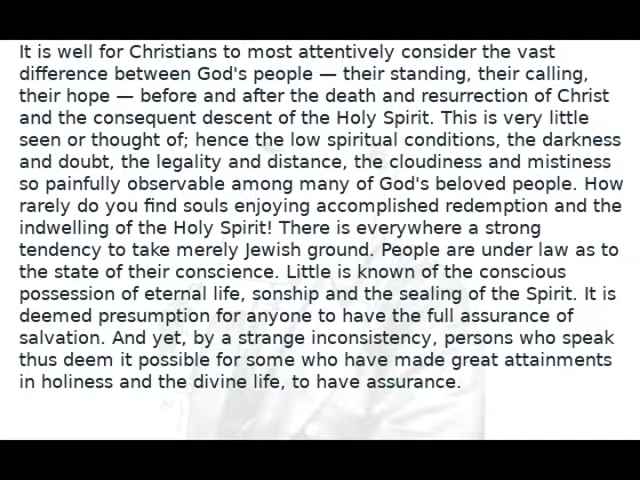 It is well for Christians to most attentively consider the vast
difference between God's people — their standing, their calling,
their hope — before and after the death and resurrection of Christ
and the consequent descent of the Holy Spirit. This is very little
seen or thought of; hence the low spiritual conditions, the darkness
and doubt, the legality and distance, the cloudiness and mistiness
so painfully observable among many of God's beloved people. How
rarely do you find souls enjoying accomplished redemption and the
indwelling of the Holy Spirit! There is everywhere a strong
tendency to take merely Jewish ground. People are under law as to
the state of their conscience. Little is known of the conscious
possession of eternal life, sonship and the sealing of the Spirit. It is
deemed presumption for anyone to have the full assurance of
salvation. And yet, by a strange inconsistency, persons who speak
thus deem it possible for some who have made great attainments
in holiness and the divine life, to have assurance.